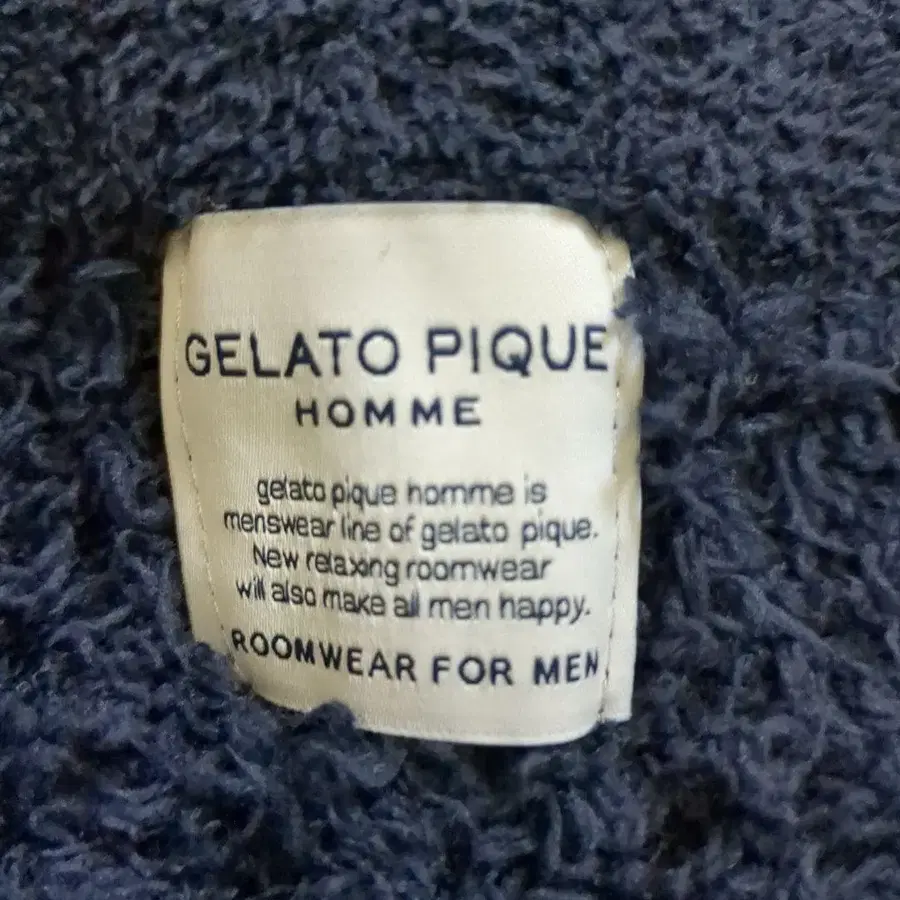 GELATO PIQUE
HOMME
gelato pique homme is
menswear line of gelato pique.
New relaxing roomwear
will also make all men happy.
ROOMWEAR FOR MEN